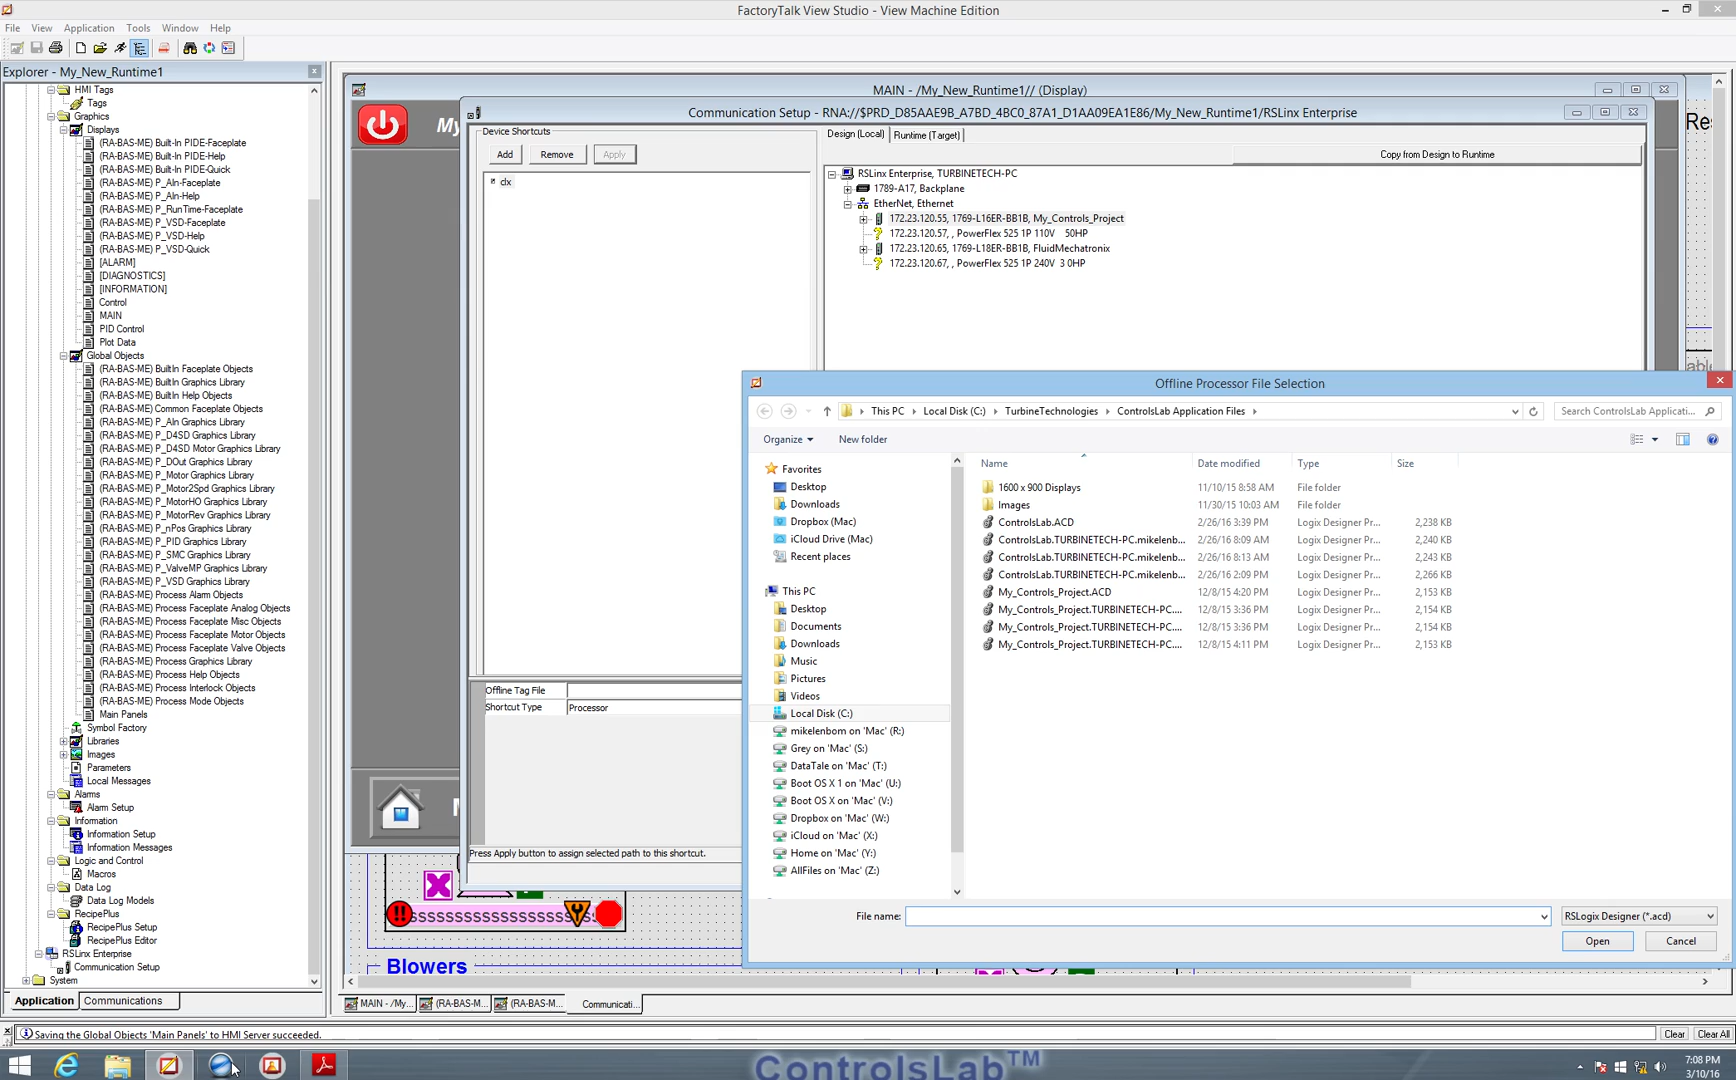 FactoryTalk View Studio - View Machine Edition
File View Application Tools Window Help
Explorer - My_New_Runtime1
HMI Tags
Tags
Graphics
Displays
(RA-BAS-ME) Built-In PIDE-Faceplate
(RA-BAS-ME) Built-In PIDE-Help
(RA-BAS-ME) Built-In PIDE-Quick
(RA-BAS-ME) P_AIn-Faceplate
(RA-BAS-ME) P_AIn-Help
(RA-BAS-ME) P_RunTime-Faceplate
(RA-BAS-ME) P_VSD-Faceplate
(RA-BAS-ME) P_VSD-Help
(RA-BAS-ME) P_VSD-Quick
[ALARM]
[DIAGNOSTICS]
[INFORMATION]
Control
MAIN
PID Control
Plot Data
Global Objects
(RA-BAS-ME) BuiltIn Faceplate Objects
(RA-BAS-ME) BuiltIn Graphics Library
(RA-BAS-ME) BuiltIn Help Objects
(RA-BAS-ME) Common Faceplate Objects
(RA-BAS-ME) P_AIn Graphics Library
(RA-BAS-ME) P_D4SD Graphics Library
(RA-BAS-ME) P_D4SD Motor Graphics Library
(RA-BAS-ME) P_DOut Graphics Library
(RA-BAS-ME) P_Motor Graphics Library
(RA-BAS-ME) P_Motor2Spd Graphics Library
(RA-BAS-ME) P_MotorHO Graphics Library
(RA-BAS-ME) P_MotorRev Graphics Library
(RA-BAS-ME) P_nPos Graphics Library
(RA-BAS-ME) P_PID Graphics Library
(RA-BAS-ME) P_SMC Graphics Library
(RA-BAS-ME) P_ValveMP Graphics Library
(RA-BAS-ME) P_VSD Graphics Library
(RA-BAS-ME) Process Alarm Objects
(RA-BAS-ME) Process Faceplate Analog Objects
(RA-BAS-ME) Process Faceplate Misc Objects
(RA-BAS-ME) Process Faceplate Motor Objects
(RA-BAS-ME) Process Faceplate Valve Objects
(RA-BAS-ME) Process Graphics Library
(RA-BAS-ME) Process Help Objects
(RA-BAS-ME) Process Interlock Objects
(RA-BAS-ME) Process Mode Objects
Main Panels
Symbol Factory
Libraries
Images
Parameters
Local Messages
Alarms
Alarm Setup
Information
Information Setup
Information Messages
Logic and Control
Macros
Data Log
Data Log Models
RecipePlus
RecipePlus Setup
RecipePlus Editor
RSLinx Enterprise
Communication Setup
System
Application Communications
MAIN - /My_New_Runtime1// (Display)
My
Communication Setup - RNA://$PRD_D85AAE9B_A7BD_4BC0_87A1_D1AA09EA1E86/My_New_Runtime1/RSLinx Enterprise
Device Shortcuts
Add Remove Apply
clx
Design (Local) Runtime (Target)
Copy from Design to Runtime
RSLinx Enterprise, TURBINETECH-PC
1789-A17, Backplane
EtherNet, Ethernet
172.23.120.55, 1769-L16ER-BB1B, My_Controls_Project
172.23.120.57, , PowerFlex 525 1P 110V .50HP
172.23.120.65, 1769-L18ER-BB1B, FluidMechatronix
172.23.120.67, , PowerFlex 525 1P 240V 3.0HP
Offline Tag File
Shortcut Type Processor
Press Apply button to assign selected path to this shortcut.
Offline Processor File Selection
This PC Local Disk (C:) TurbineTechnologies ControlsLab Application Files
Search ControlsLab Applicati...
Organize New folder
Favorites
Desktop
Downloads
Dropbox (Mac)
iCloud Drive (Mac)
Recent places
This PC
Desktop
Documents
Downloads
Music
Pictures
Videos
Local Disk (C:)
mikelenbom on 'Mac' (R:)
Grey on 'Mac' (S:)
DataTale on 'Mac' (T:)
Boot OS X 1 on 'Mac' (U:)
Boot OS X on 'Mac' (V:)
Dropbox on 'Mac' (W:)
iCloud on 'Mac' (X:)
Home on 'Mac' (Y:)
AllFiles on 'Mac' (Z:)
Name Date modified Type Size
1600 x 900 Displays 11/10/15 8:58 AM File folder
Images 11/30/15 10:03 AM File folder
ControlsLab.ACD 2/26/16 3:39 PM Logix Designer Pr... 2,238 KB
ControlsLab.TURBINETECH-PC.mikelenb... 2/26/16 8:09 AM Logix Designer Pr... 2,240 KB
ControlsLab.TURBINETECH-PC.mikelenb... 2/26/16 8:13 AM Logix Designer Pr... 2,243 KB
ControlsLab.TURBINETECH-PC.mikelenb... 2/26/16 2:09 PM Logix Designer Pr... 2,266 KB
My_Controls_Project.ACD 12/8/15 4:20 PM Logix Designer Pr... 2,153 KB
My_Controls_Project.TURBINETECH-PC.... 12/8/15 3:36 PM Logix Designer Pr... 2,154 KB
My_Controls_Project.TURBINETECH-PC.... 12/8/15 3:36 PM Logix Designer Pr... 2,154 KB
My_Controls_Project.TURBINETECH-PC.... 12/8/15 4:11 PM Logix Designer Pr... 2,153 KB
File name: RSLogix Designer (*.acd)
Open Cancel
Blowers
MAIN - /My... (RA-BAS-M... (RA-BAS-M... Communicati...
Saving the Global Objects 'Main Panels' to HMI Server succeeded.
Clear Clear All
ControlsLab™
7:08 PM
3/10/16